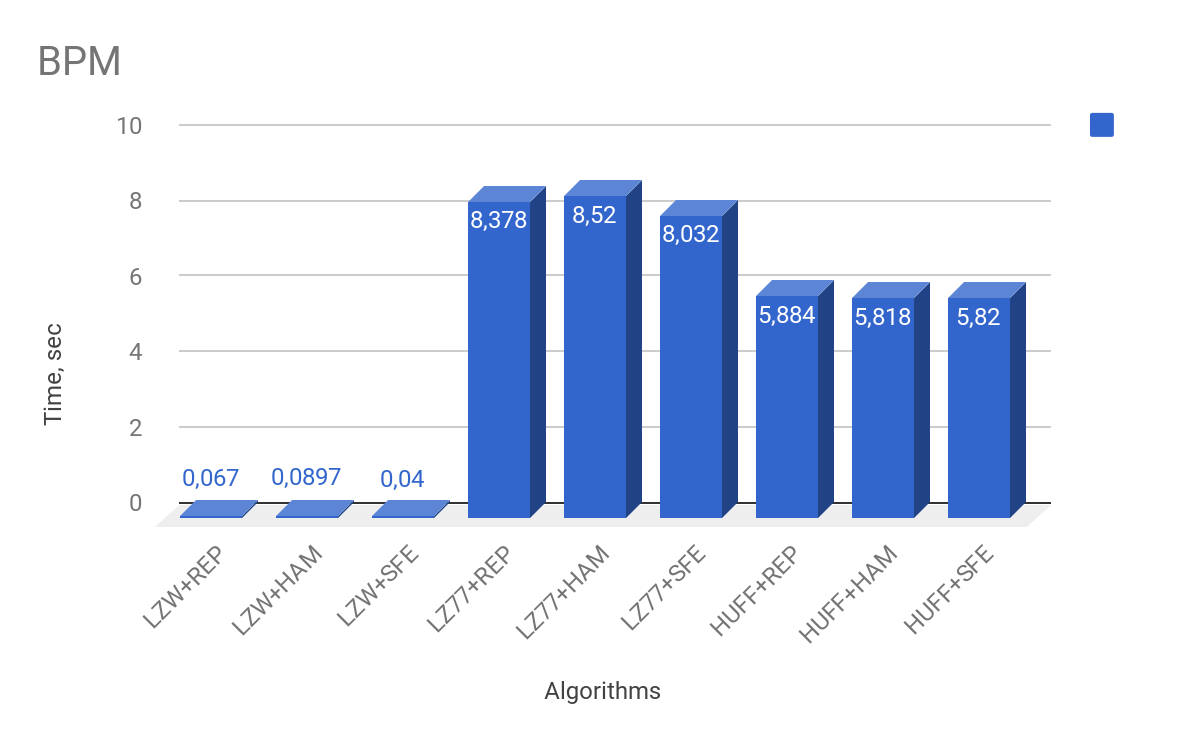 BPM
10
8
6
4
2
0
Time, sec
0,067
0,0897
0,04
8,378
8,52
8,032
5,884
5,818
5,82
LZW+REP
LZW+HAM
LZW+SFE
LZ77+REP
LZ77+HAM
LZ77+SFE
HUFF+REP
HUFF+HAM
HUFF+SFE
Algorithms